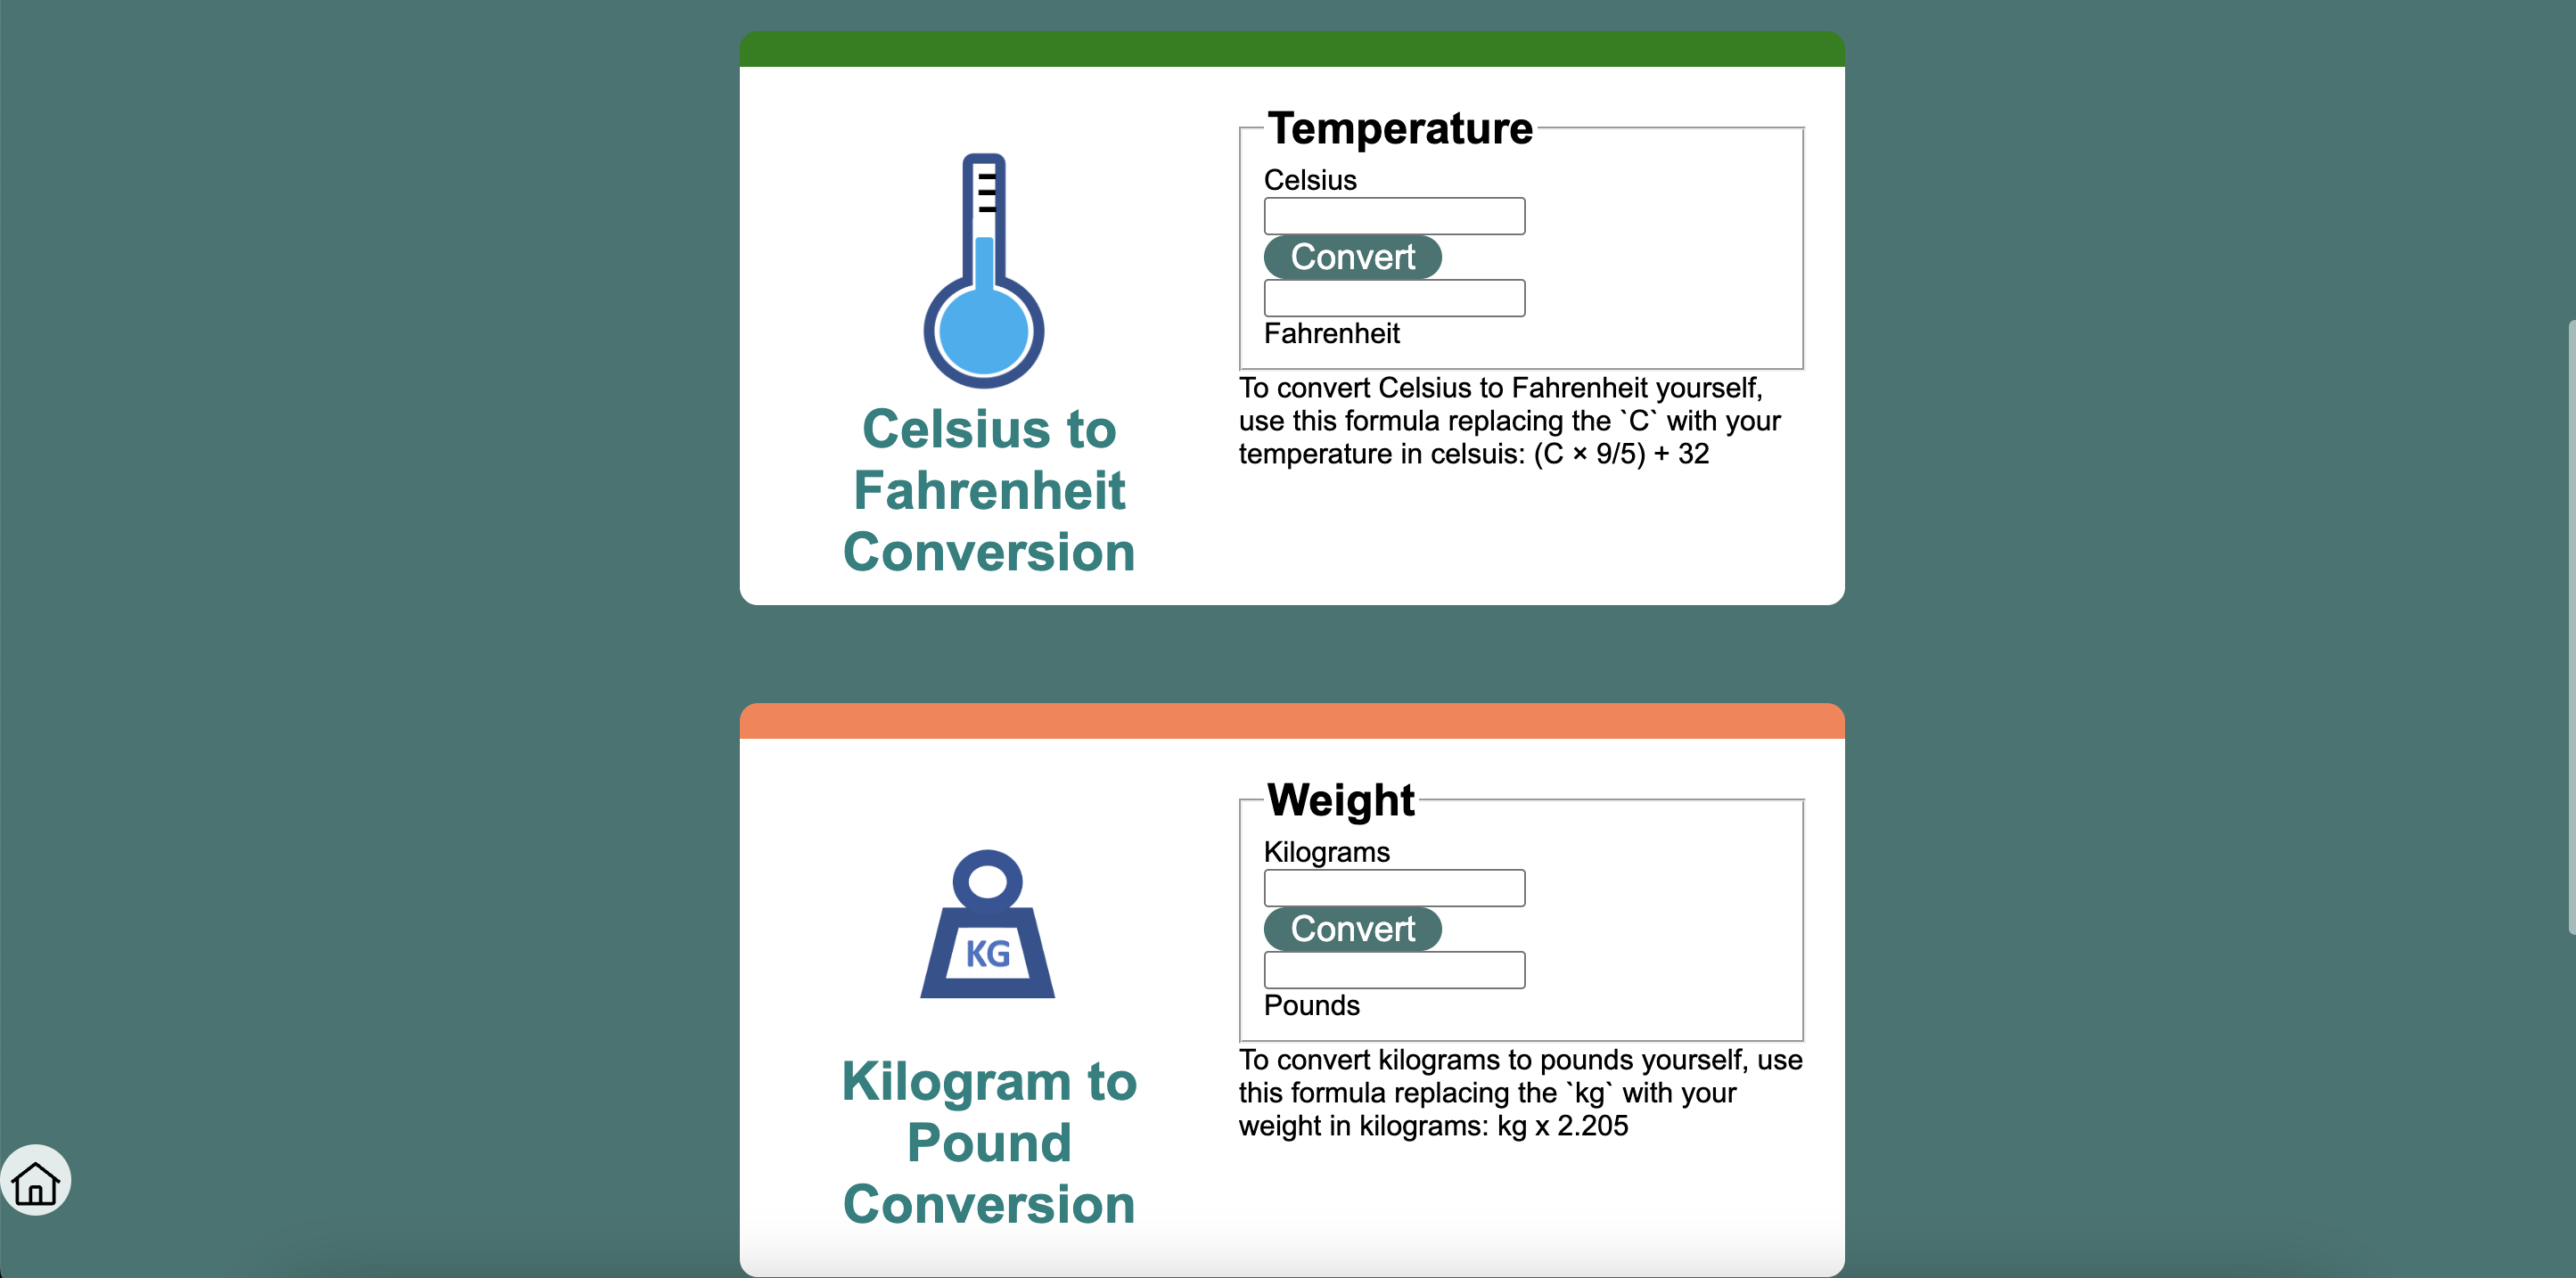 Temperature
Celsius
Convert
Fahrenheit
Celsius to
Fahrenheit
Conversion
To convert Celsius to Fahrenheit yourself,
use this formula replacing the `C` with your
temperature in celsuis: (C × 9/5) + 32
Weight
Kilograms
Convert
Pounds
KG
Kilogram to
Pound
Conversion
To convert kilograms to pounds yourself, use
this formula replacing the `kg` with your
weight in kilograms: kg x 2.205